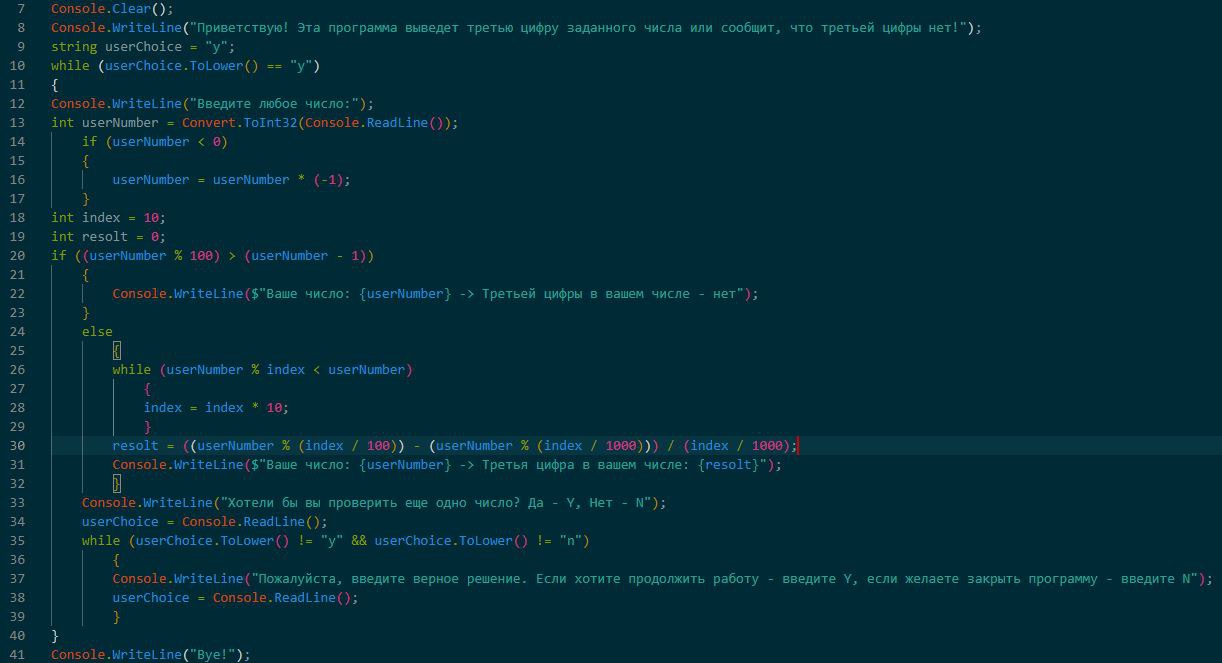 7 Console.Clear();
8 Console.WriteLine("Приветствую! Эта программа выведет третью цифру заданного числа или сообщит, что третьей цифры нет!");
9 string userChoice = "y";
10 while (userChoice.ToLower() == "y")
11 {
12 Console.WriteLine("Введите любое число:");
13 int userNumber = Convert.ToInt32(Console.ReadLine());
14 if (userNumber < 0)
15 {
16 userNumber = userNumber * (-1);
17 }
18 int index = 10;
19 int resolt = 0;
20 if ((userNumber % 100) > (userNumber - 1))
21 {
22 Console.WriteLine($"Ваше число: {userNumber} -> Третьей цифры в вашем числе - нет");
23 }
24 else
25 {
26 while (userNumber % index < userNumber)
27 {
28 index = index * 10;
29 }
30 resolt = ((userNumber % (index / 100)) - (userNumber % (index / 1000))) / (index / 1000);
31 Console.WriteLine($"Ваше число: {userNumber} -> Третья цифра в вашем числе: {resolt}");
32 }
33 Console.WriteLine("Хотели бы вы проверить еще одно число? Да - Y, Нет - N");
34 userChoice = Console.ReadLine();
35 while (userChoice.ToLower() != "y" && userChoice.ToLower() != "n")
36 {
37 Console.WriteLine("Пожалуйста, введите верное решение. Если хотите продолжить работу - введите Y, если желаете закрыть программу - введите N");
38 userChoice = Console.ReadLine();
39 }
40 }
41 Console.WriteLine("Bye!");